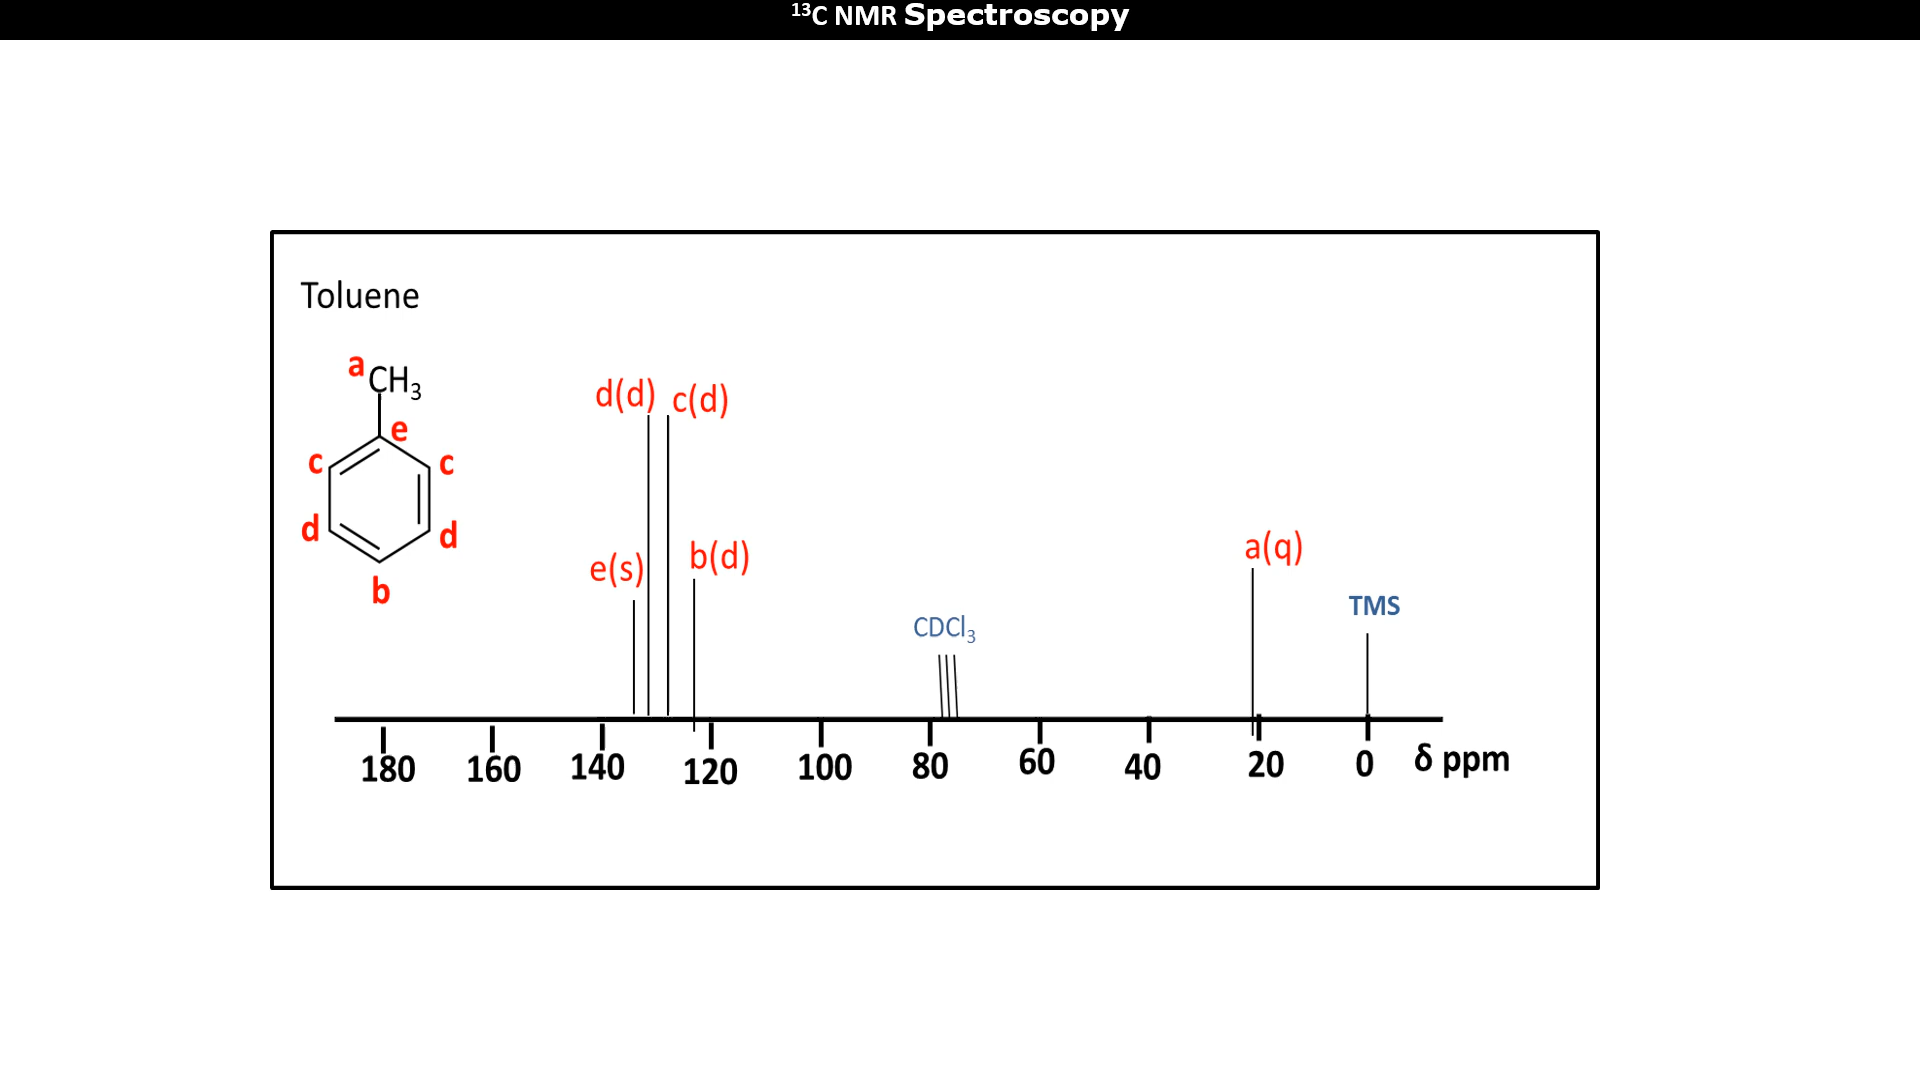 ¹³C NMR Spectroscopy
Toluene
a
CH₃
e
c
c
d
d
b
d(d)
c(d)
e(s)
b(d)
CDCl₃
a(q)
TMS
180 160 140 120 100 80 60 40 20 0 δ ppm